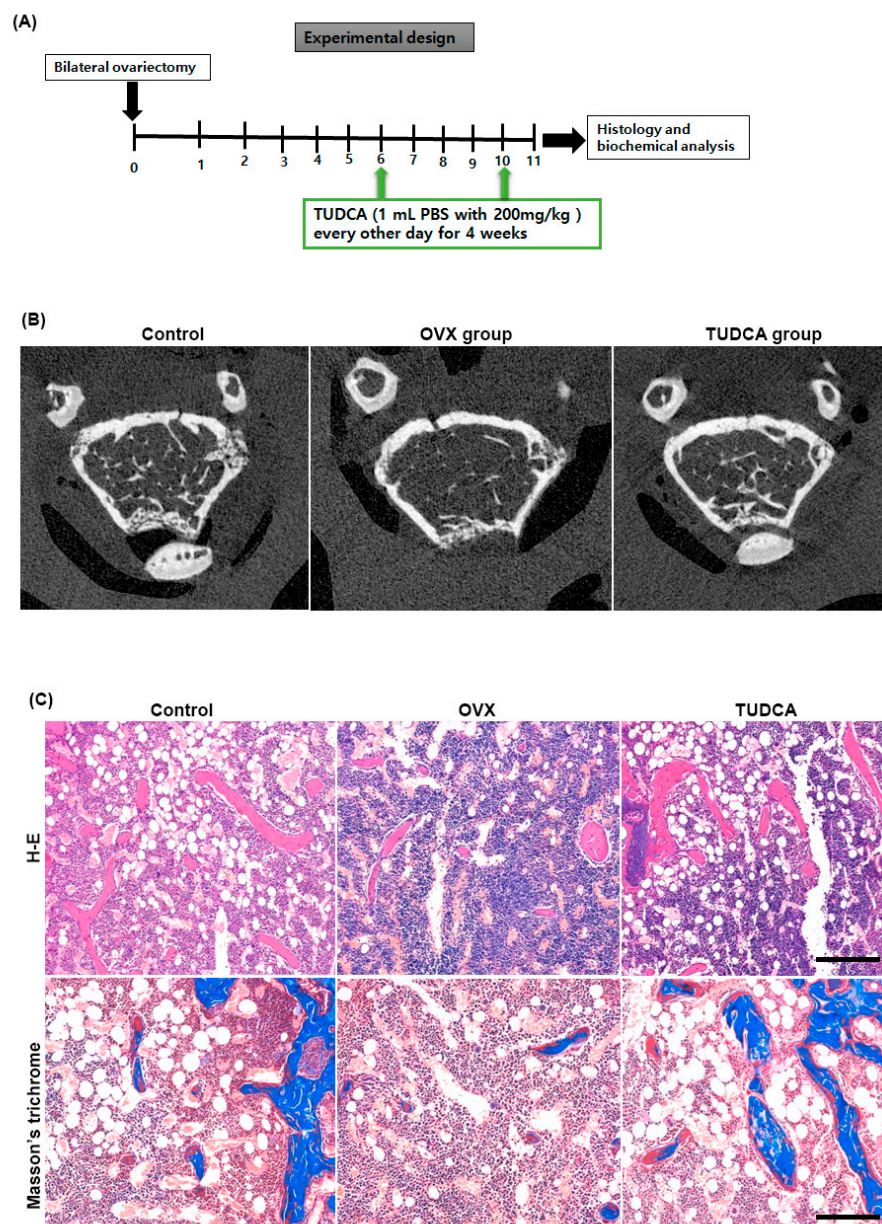 (A)
Experimental design
Bilateral ovariectomy
0 1 2 3 4 5 6 7 8 9 10 11
Histology and
biochemical analysis
TUDCA (1 mL PBS with 200mg/kg )
every other day for 4 weeks
(B)
Control OVX group TUDCA group
(C)
Control OVX TUDCA
H-E
Masson's trichrome